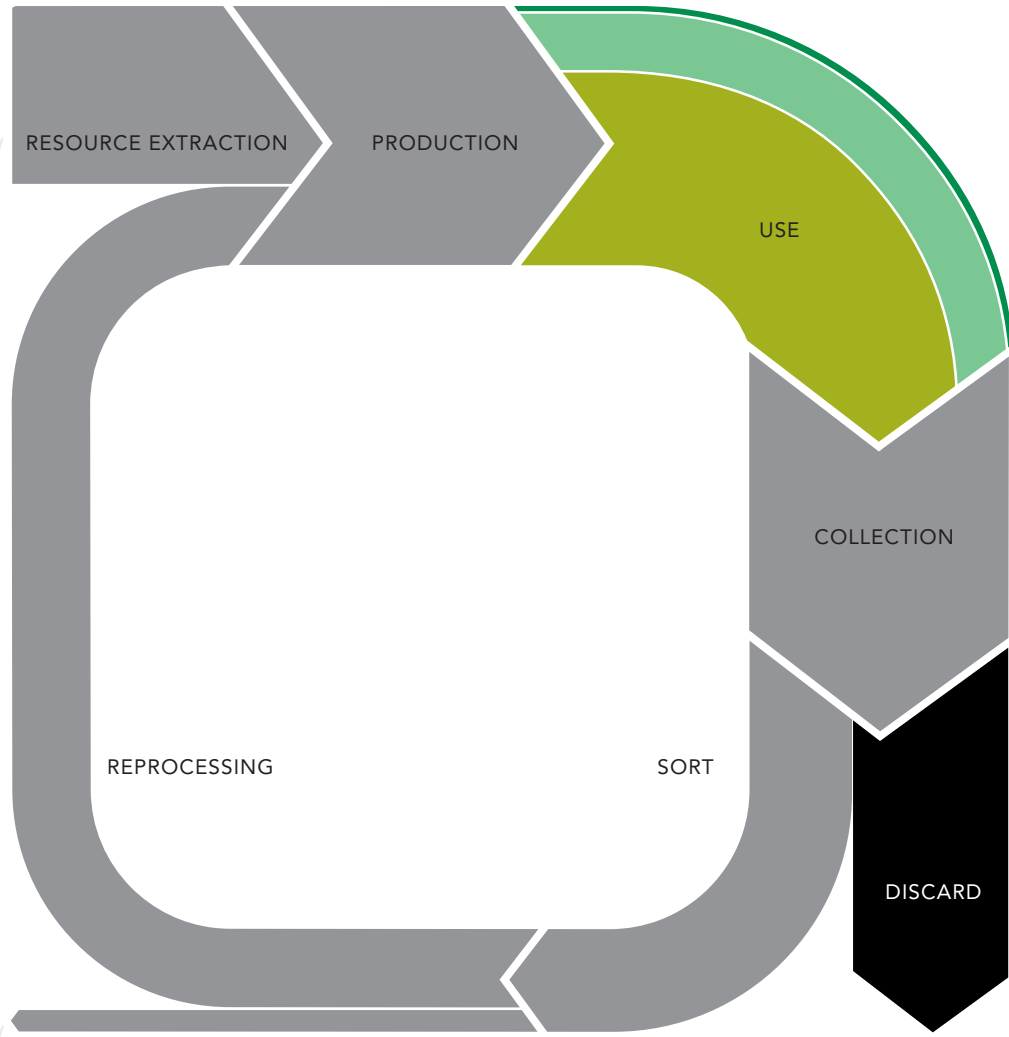 RESOURCE EXTRACTION
PRODUCTION
USE
COLLECTION
REPROCESSING
SORT
DISCARD